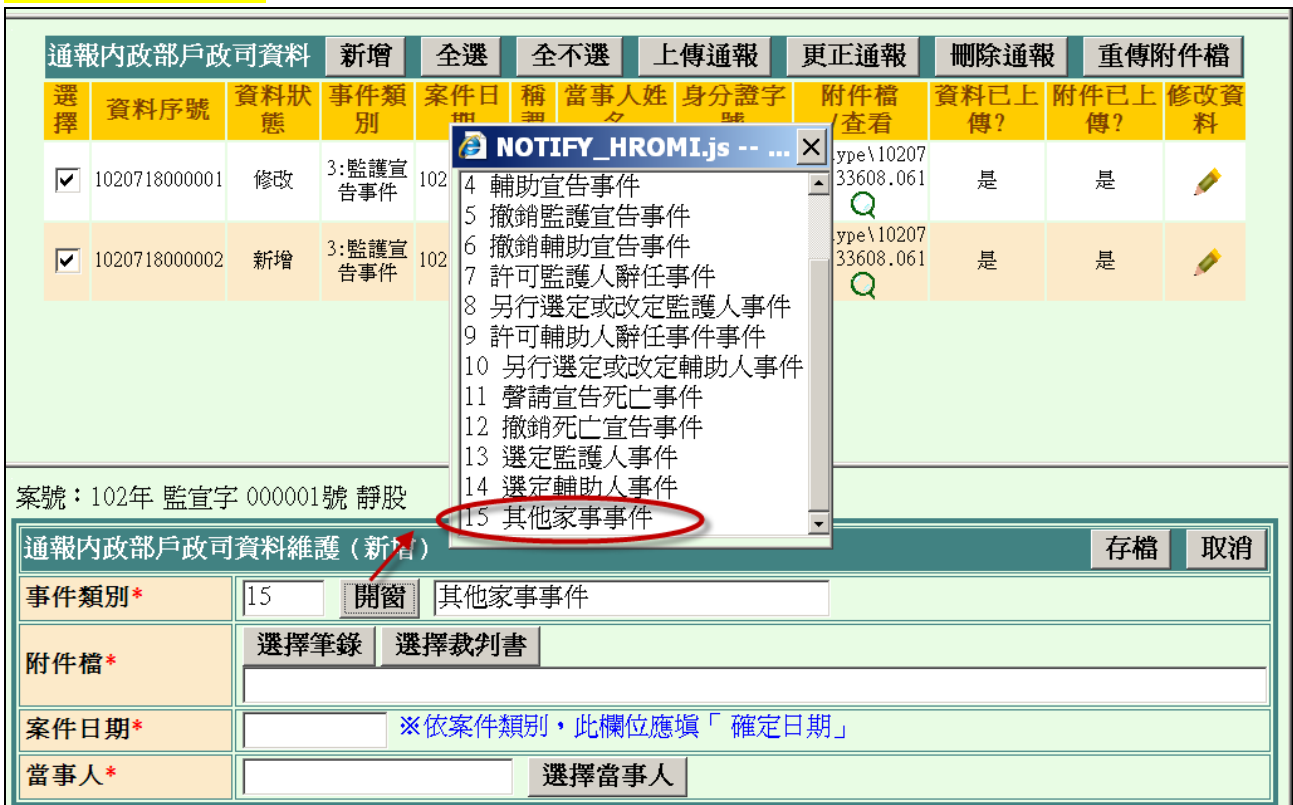 通報內政部戶政司資料 新增 全選 全不選 上傳通報 更正通報 刪除通報 重傳附件檔
選擇 資料序號 資料狀態 事件類別 案件日期 稱謂 當事人姓名 身分證字號 附件檔/查看 資料已上傳? 附件已上傳? 修改資料
1020718000001 修改 3:監護宣告事件 102 ype\10207 33608.061 是 是
1020718000002 新增 3:監護宣告事件 102 ype\10207 33608.061 是 是
NOTIFY_HROMI.js -- ...
4 輔助宣告事件
5 撤銷監護宣告事件
6 撤銷輔助宣告事件
7 許可監護人辭任事件
8 另行選定或改定監護人事件
9 許可輔助人辭任事件事件
10 另行選定或改定輔助人事件
11 聲請宣告死亡事件
12 撤銷死亡宣告事件
13 選定監護人事件
14 選定輔助人事件
15 其他家事事件
案號：102年 監宣字 000001號 靜股
通報內政部戶政司資料維護（新增） 存檔 取消
事件類別* 15 開窗 其他家事事件
附件檔* 選擇筆錄 選擇裁判書
案件日期* ※依案件類別，此欄位應填「 確定日期」
當事人* 選擇當事人